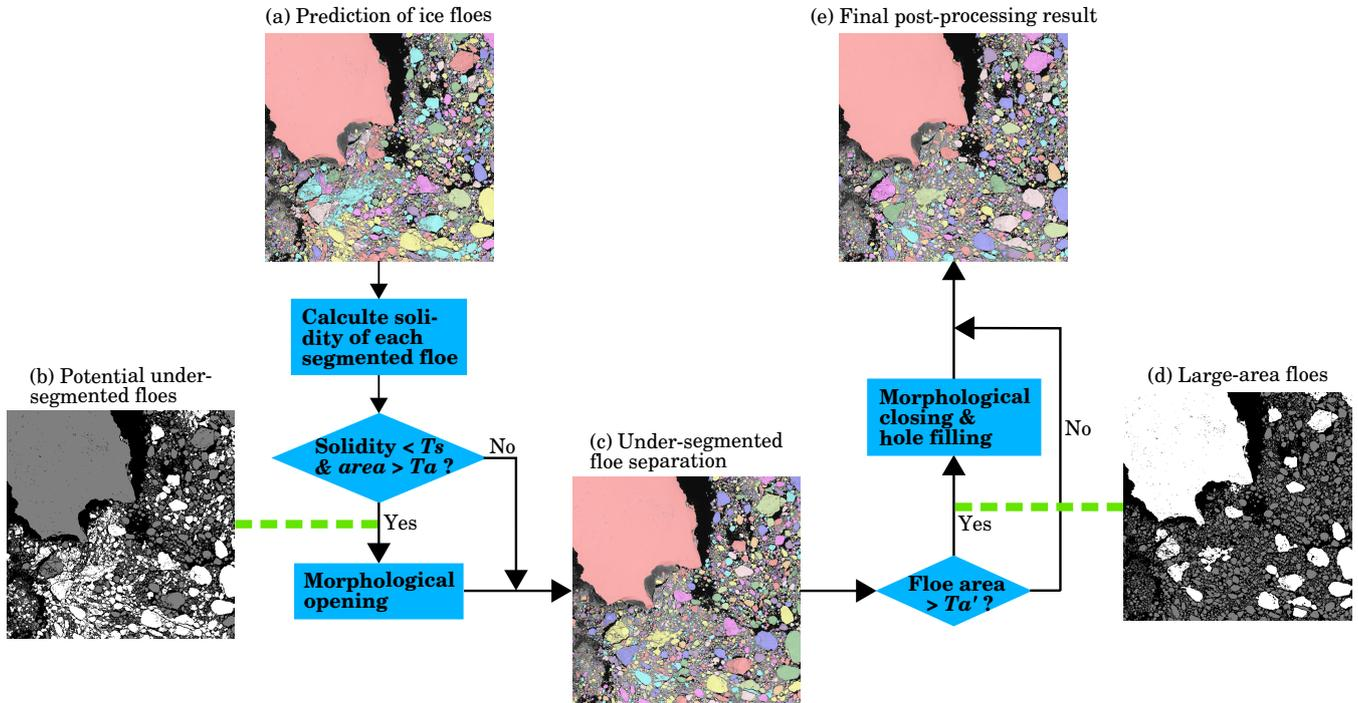 (a) Prediction of ice floes
(e) Final post-processing result
Calculte soli-
dity of each
segmented floe
(b) Potential under-
segmented floes
Solidity < Ts
& area > Ta ?
No
Yes
Morphological
opening
(c) Under-segmented
floe separation
Morphological
closing &
hole filling
No
Yes
Floe area
> Ta' ?
(d) Large-area floes